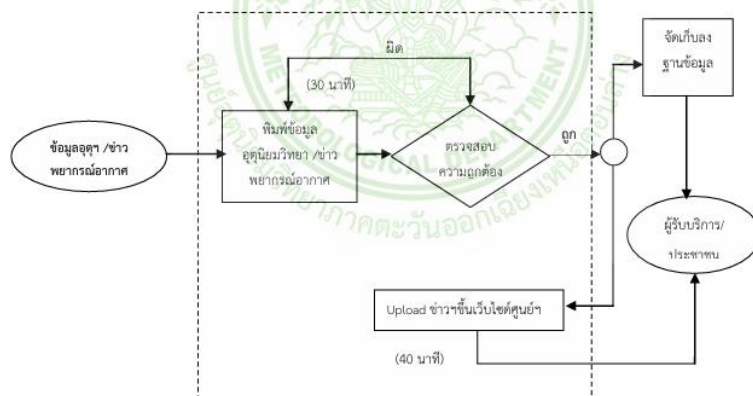 ผิด
(30 นาที)
ข้อมูลอุตุฯ /ข่าว
พยากรณ์อากาศ
พิมพ์ข้อมูล
อุตุนิยมวิทยา /ข่าว
พยากรณ์อากาศ
ตรวจสอบ
ความถูกต้อง
ถูก
จัดเก็บลง
ฐานข้อมูล
ผู้รับบริการ/
ประชาชน
Upload ข่าวฯขึ้นเว็บไซต์ศูนย์ฯ
(40 นาที)
METEOROLOGICAL DEPARTMENT